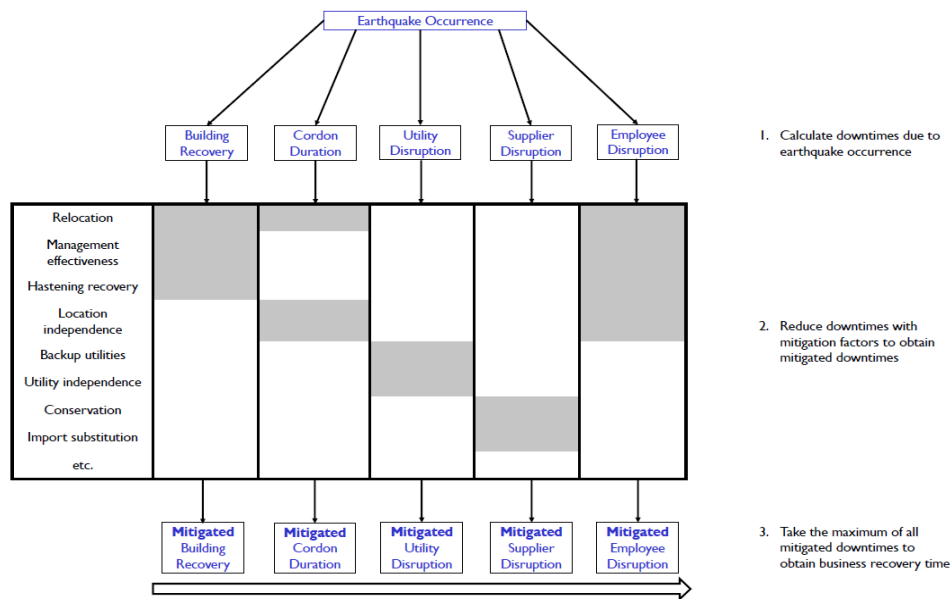 Earthquake Occurrence
Building
Recovery
Cordon
Duration
Utility
Disruption
Supplier
Disruption
Employee
Disruption
1. Calculate downtimes due to
earthquake occurrence
Relocation
Management
effectiveness
Hastening recovery
Location
independence
Backup utilities
Utility independence
Conservation
Import substitution
etc.
2. Reduce downtimes with
mitigation factors to obtain
mitigated downtimes
Mitigated
Building
Recovery
Mitigated
Cordon
Duration
Mitigated
Utility
Disruption
Mitigated
Supplier
Disruption
Mitigated
Employee
Disruption
3. Take the maximum of all
mitigated downtimes to
obtain business recovery time